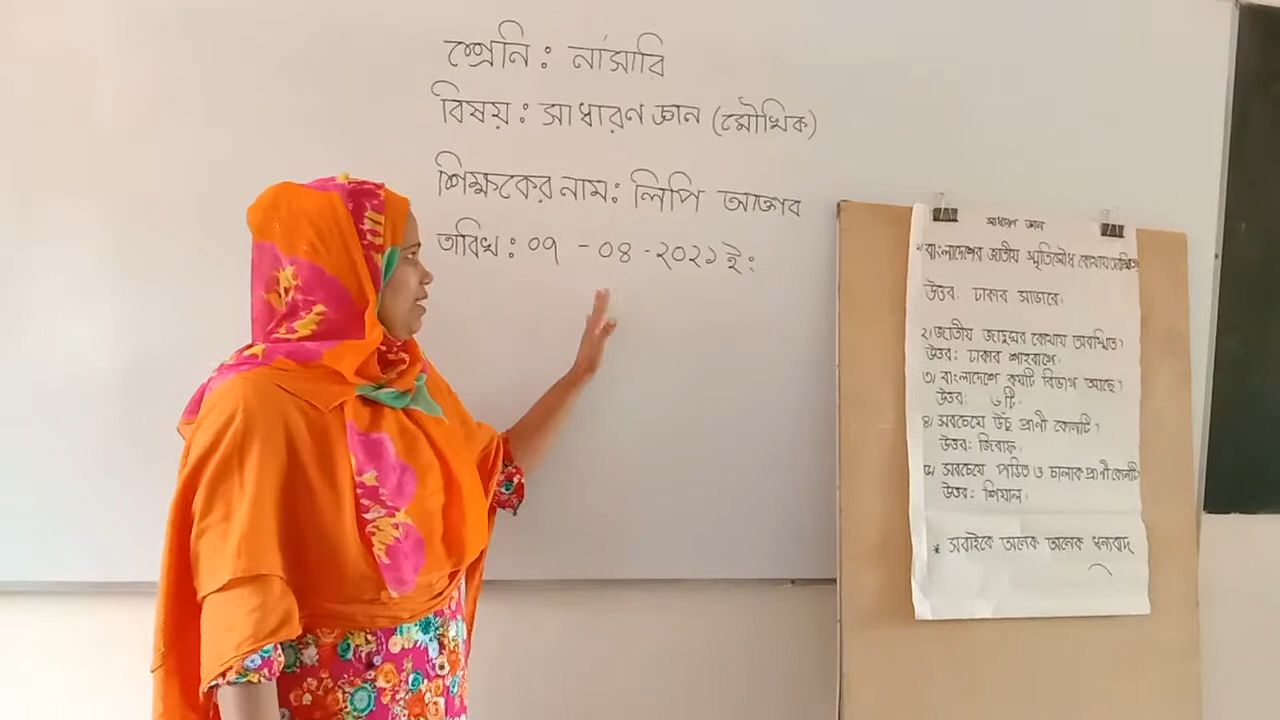 শ্রেনি : নার্সারি
বিষয় : সাধারণ জ্ঞান (মৌখিক)
শিক্ষকের নাম : লিপি আক্তার
তারিখ : ০৭ - ০৪ - ২০২১ ইং
সাধারণ জ্ঞান
১/ বাংলাদেশের জাতীয় স্মৃতিসৌধ কোথায় অবস্থিত?
উত্তর: ঢাকার সাভারে।
২/ জাতীয় জাদুঘর কোথায় অবস্থিত?
উত্তর: ঢাকার শাহবাগে।
৩/ বাংলাদেশে কয়টি বিভাগ আছে?
উত্তর: ৮ টি।
৪/ সবচেয়ে উঁচু প্রাণী কোনটি?
উত্তর: জিরাফ।
৫/ সবচেয়ে পন্ডিত ও চালাক প্রাণী কোনটি?
উত্তর: শিয়াল।
* সবাইকে অনেক অনেক ধন্যবাদ